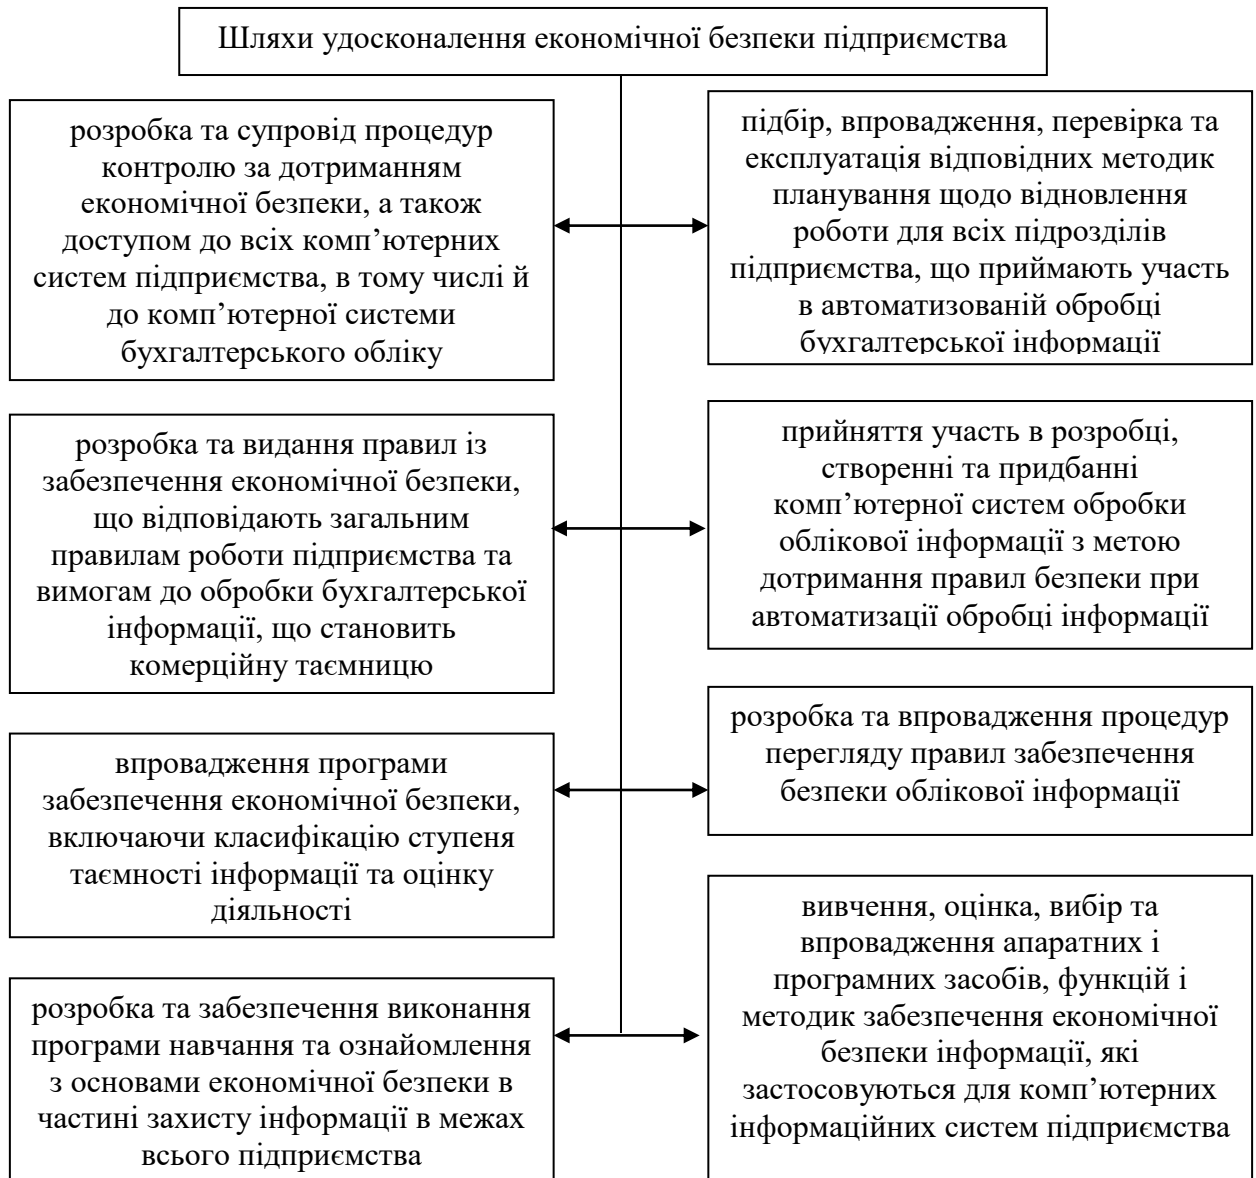 Шляхи удосконалення економічної безпеки підприємства
розробка та супровід процедур
контролю за дотриманням
економічної безпеки, а також
доступом до всіх комп’ютерних
систем підприємства, в тому числі й
до комп’ютерної системи
бухгалтерського обліку
підбір, впровадження, перевірка та
експлуатація відповідних методик
планування щодо відновлення
роботи для всіх підрозділів
підприємства, що приймають участь
в автоматизованій обробці
бухгалтерської інформації
розробка та видання правил із
забезпечення економічної безпеки,
що відповідають загальним
правилам роботи підприємства та
вимогам до обробки бухгалтерської
інформації, що становить
комерційну таємницю
прийняття участь в розробці,
створенні та придбанні
комп’ютерної систем обробки
облікової інформації з метою
дотримання правил безпеки при
автоматизації обробці інформації
впровадження програми
забезпечення економічної безпеки,
включаючи класифікацію ступеня
таємності інформації та оцінку
діяльності
розробка та впровадження процедур
перегляду правил забезпечення
безпеки облікової інформації
розробка та забезпечення виконання
програми навчання та ознайомлення
з основами економічної безпеки в
частині захисту інформації в межах
всього підприємства
вивчення, оцінка, вибір та
впровадження апаратних і
програмних засобів, функцій і
методик забезпечення економічної
безпеки інформації, які
застосовуються для комп’ютерних
інформаційних систем підприємства